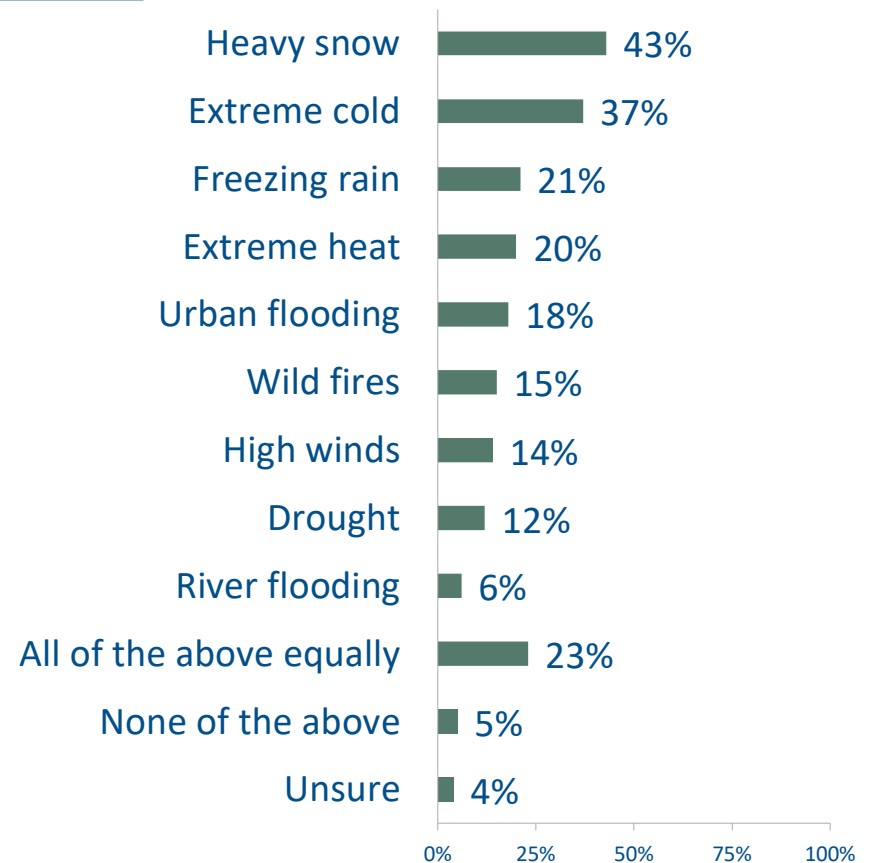 Heavy snow 43%
Extreme cold 37%
Freezing rain 21%
Extreme heat 20%
Urban flooding 18%
Wild fires 15%
High winds 14%
Drought 12%
River flooding 6%
All of the above equally 23%
None of the above 5%
Unsure 4%
0% 25% 50% 75% 100%